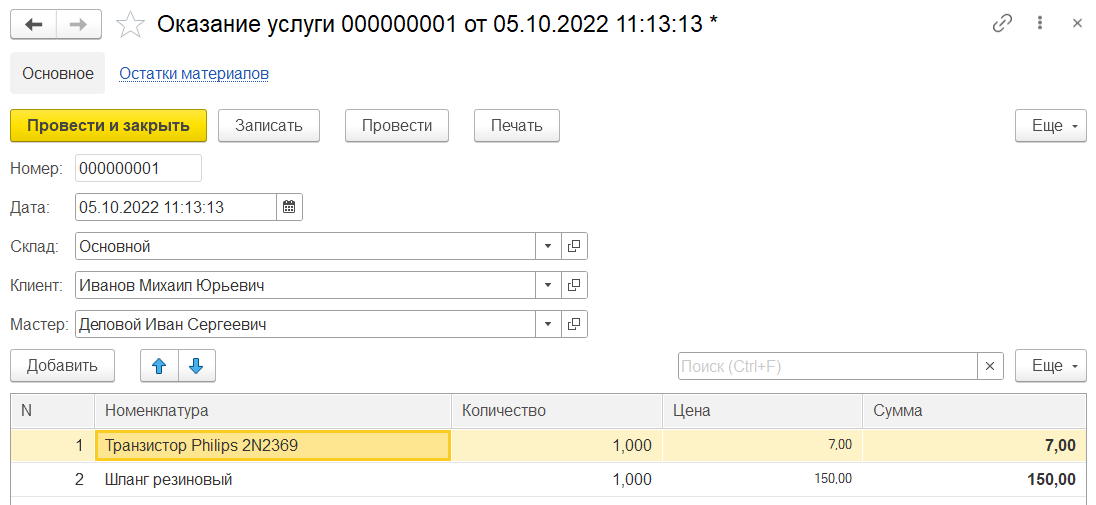 Оказание услуги 000000001 от 05.10.2022 11:13:13 *
Основное Остатки материалов
Провести и закрыть Записать Провести Печать Еще
Номер: 000000001
Дата: 05.10.2022 11:13:13
Склад: Основной
Клиент: Иванов Михаил Юрьевич
Мастер: Деловой Иван Сергеевич
Добавить Поиск (Ctrl+F) Еще
N Номенклатура Количество Цена Сумма
1 Транзистор Philips 2N2369 1,000 7,00 7,00
2 Шланг резиновый 1,000 150,00 150,00